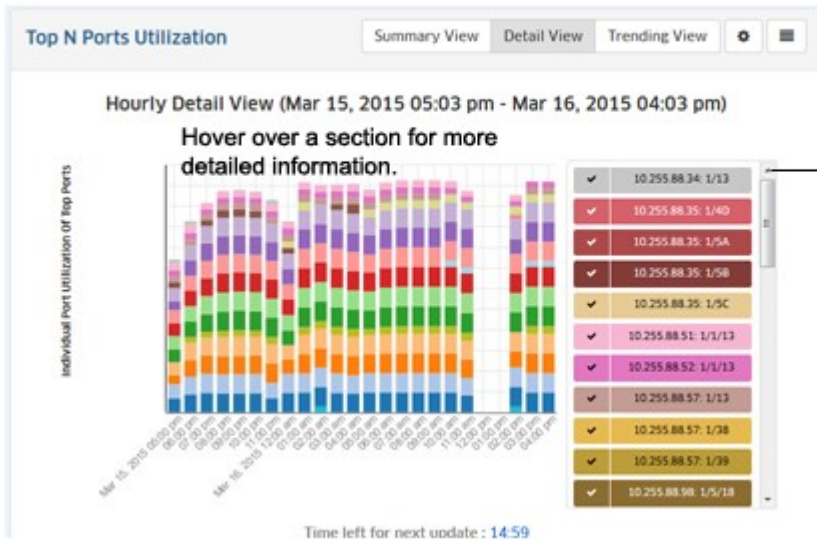 Top N Ports Utilization
Summary View
Detail View
Trending View
Hourly Detail View (Mar 15, 2015 05:03 pm - Mar 16, 2015 04:03 pm)
Hover over a section for more
detailed information.
Individual Port Utilization Of Top Ports
10.255.88.34: 1/13
10.255.88.35: 1/4D
10.255.88.35: 1/5A
10.255.88.35: 1/5B
10.255.88.35: 1/5C
10.255.88.51: 1/1/13
10.255.88.52: 1/1/13
10.255.88.57: 1/13
10.255.88.57: 1/38
10.255.88.57: 1/39
10.255.88.98: 1/5/18
Mar 15, 2015 05:00 pm
06:00 pm
07:00 pm
08:00 pm
09:00 pm
10:00 pm
11:00 pm
Mar 16, 2015 12:00 am
01:00 am
02:00 am
03:00 am
04:00 am
05:00 am
06:00 am
07:00 am
08:00 am
09:00 am
10:00 am
11:00 am
12:00 pm
01:00 pm
02:00 pm
03:00 pm
04:00 pm
Time left for next update : 14:59